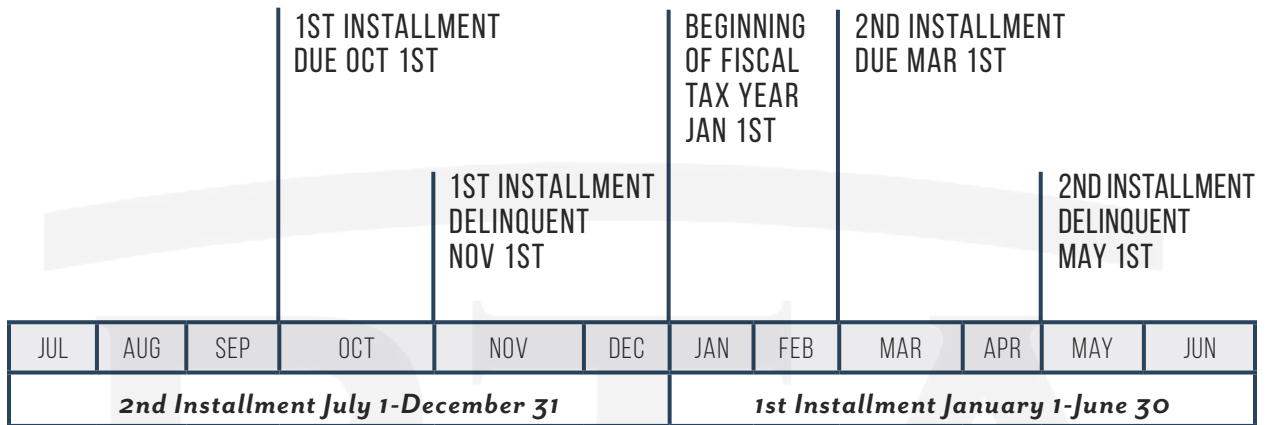 1ST INSTALLMENT
DUE OCT 1ST
BEGINNING
OF FISCAL
TAX YEAR
JAN 1ST
2ND INSTALLMENT
DUE MAR 1ST
1ST INSTALLMENT
DELINQUENT
NOV 1ST
2ND INSTALLMENT
DELINQUENT
MAY 1ST
JUL AUG SEP OCT NOV DEC JAN FEB MAR APR MAY JUN
2nd Installment July 1-December 31 1st Installment January 1-June 30